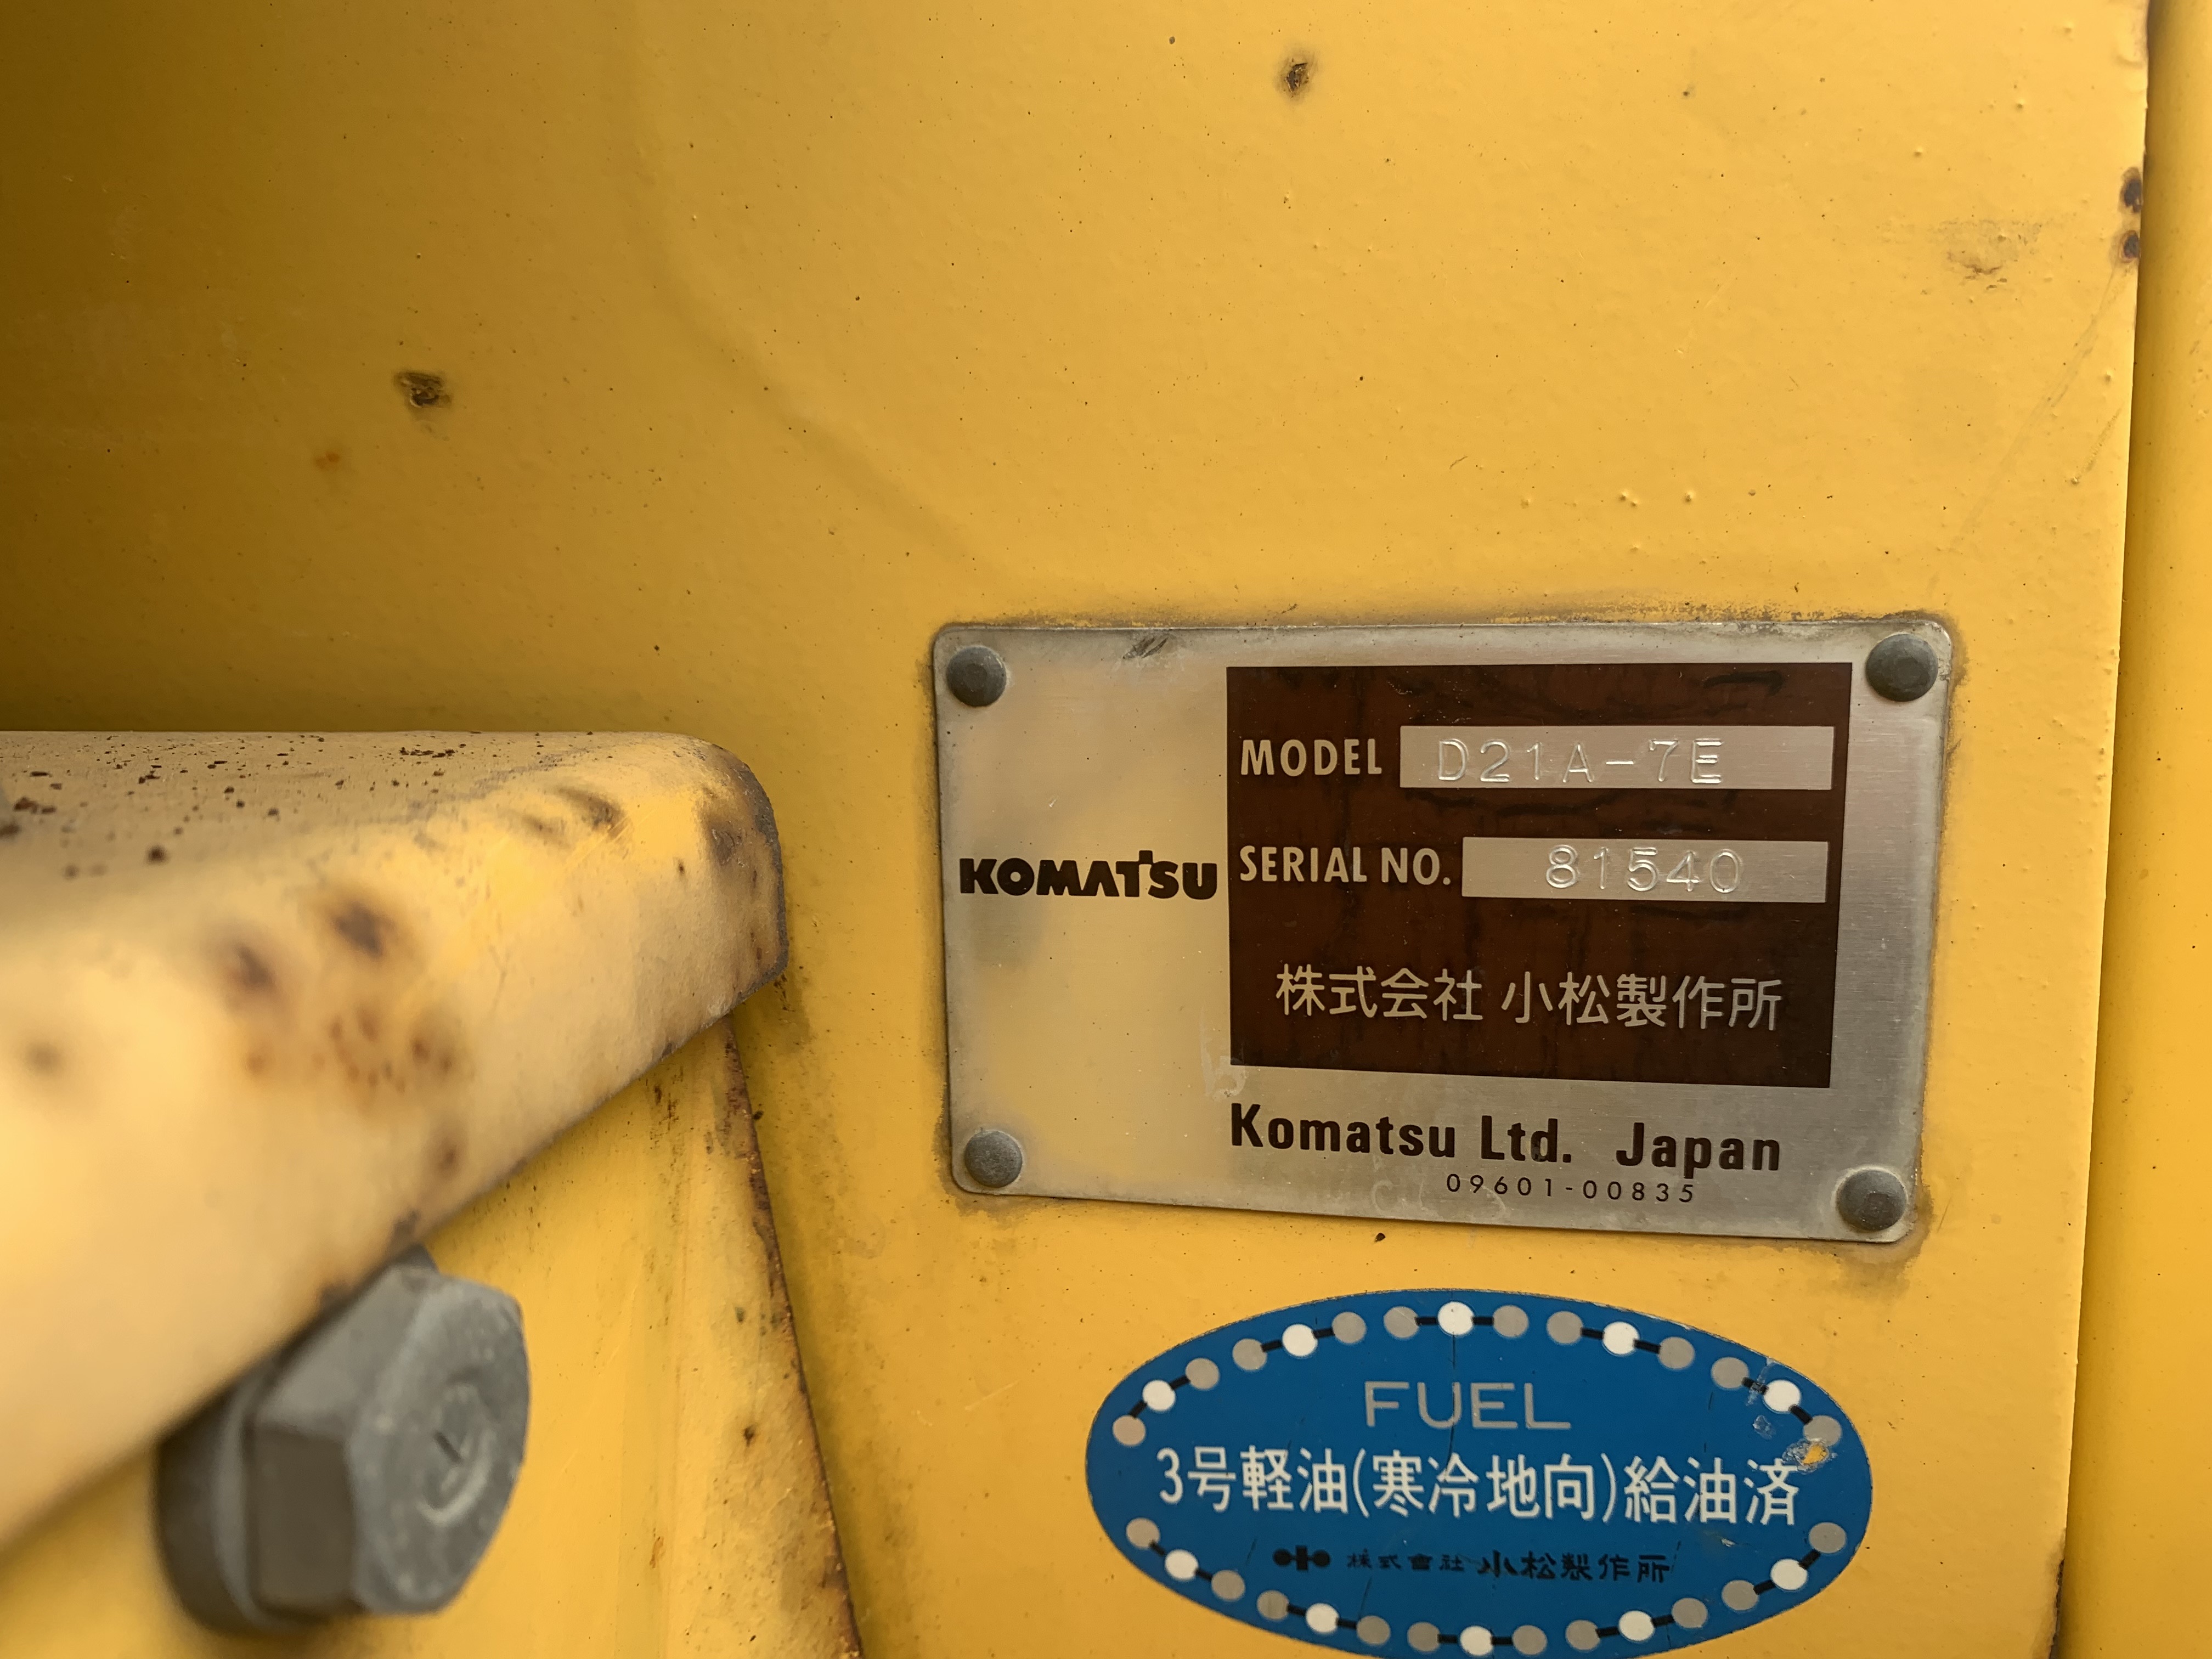 KOMATSU
MODEL D21A-7E
SERIAL NO. 81540
株式会社 小松製作所
Komatsu Ltd. Japan
09601-00835
FUEL
3号軽油(寒冷地向)給油済
株式會社 小松製作所